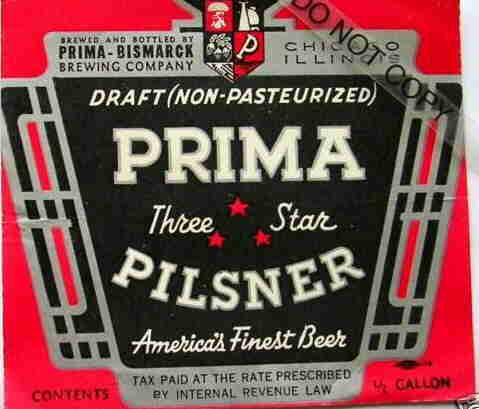 BREWED AND BOTTLED BY
PRIMA-BISMARCK
BREWING COMPANY
P
CHICAGO
ILLINOIS
DO NOT COPY
DRAFT (NON-PASTEURIZED)
PRIMA
Three Star
PILSNER
America's Finest Beer
TAX PAID AT THE RATE PRESCRIBED
BY INTERNAL REVENUE LAW
CONTENTS
1/2 GALLON